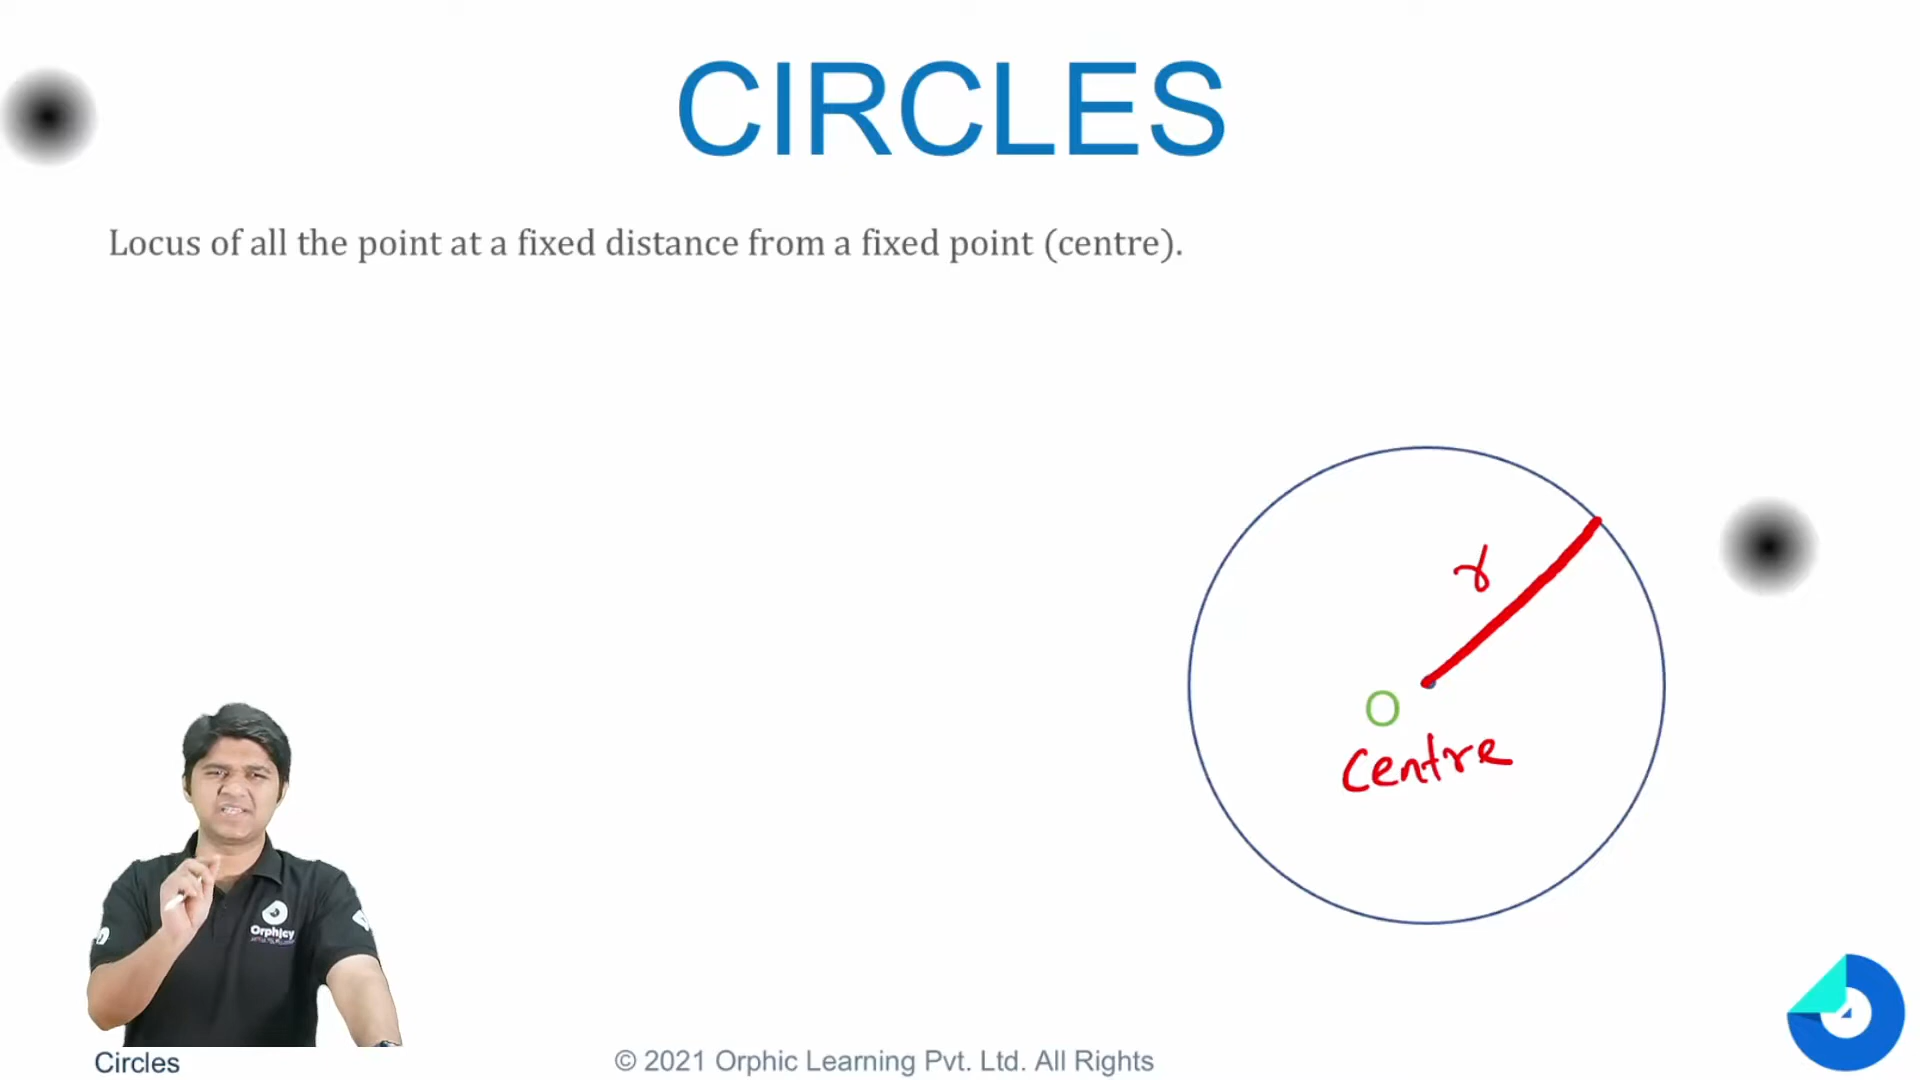 CIRCLES
Locus of all the point at a fixed distance from a fixed point (centre).
r
O
Centre
Orphicy
Circles
© 2021 Orphic Learning Pvt. Ltd. All Rights